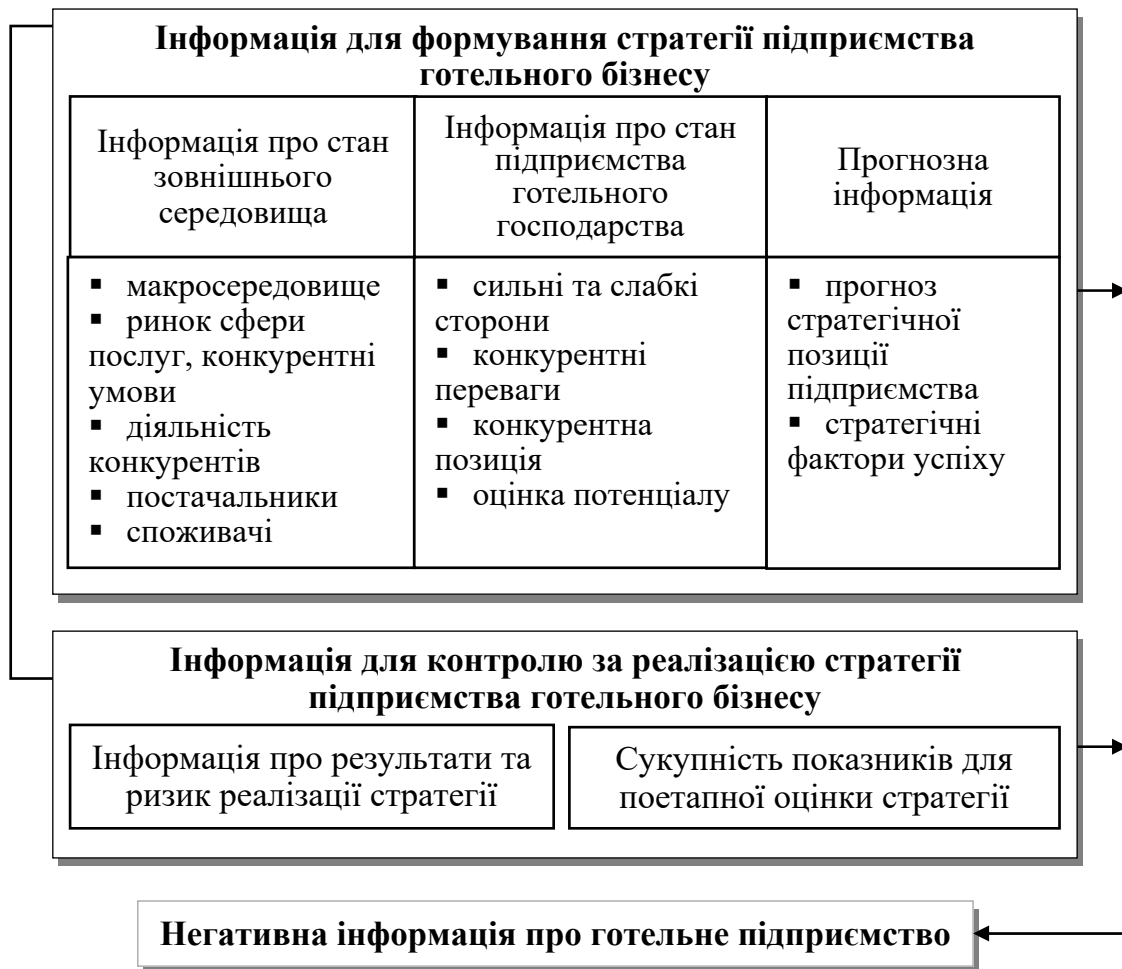 Інформація для формування стратегії підприємства
готельного бізнесу
Інформація про стан
зовнішнього
середовища
Інформація про стан
підприємства
готельного
господарства
Прогнозна
інформація
▪ макросередовище
▪ ринок сфери
послуг, конкурентні
умови
▪ діяльність
конкурентів
▪ постачальники
▪ споживачі
▪ сильні та слабкі
сторони
▪ конкурентні
переваги
▪ конкурентна
позиція
▪ оцінка потенціалу
▪ прогноз
стратегічної
позиції
підприємства
▪ стратегічні
фактори успіху
Інформація для контролю за реалізацією стратегії
підприємства готельного бізнесу
Інформація про результати та
ризик реалізації стратегії
Сукупність показників для
поетапної оцінки стратегії
Негативна інформація про готельне підприємство